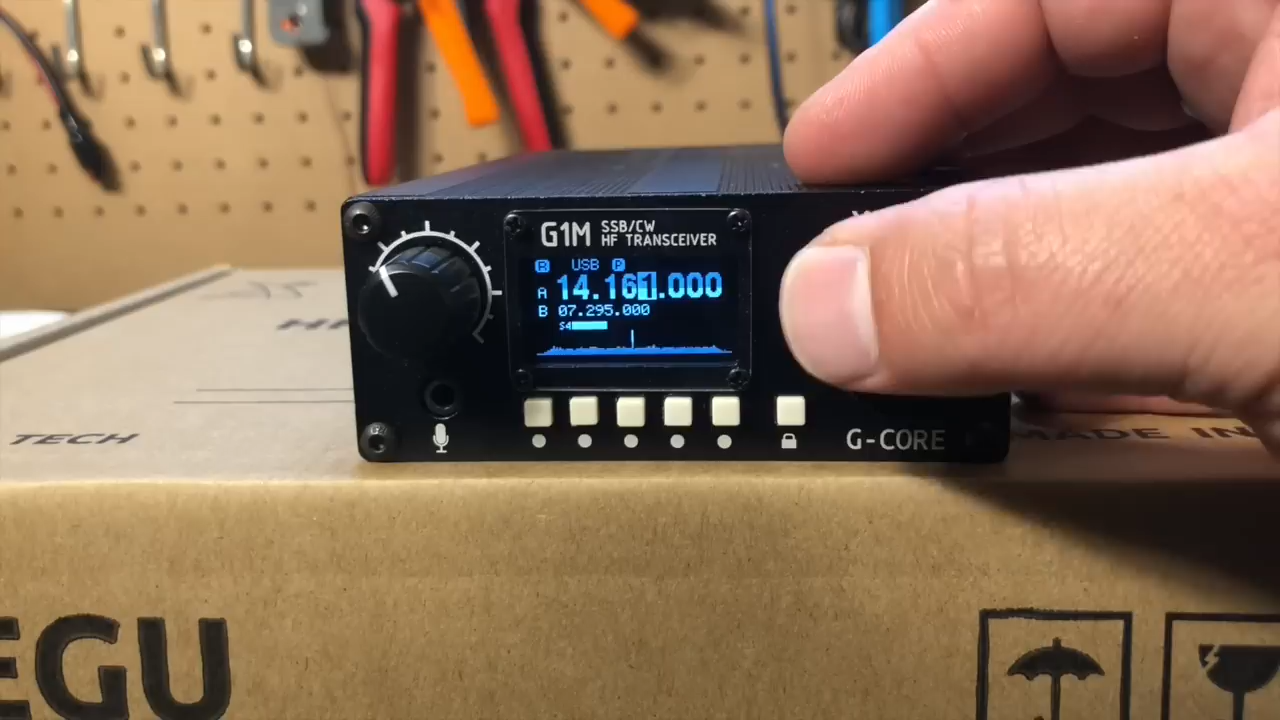 G1M SSB/CW
HF TRANSCEIVER
R USB P
A 14.161.000
B 07.295.000
S4
G-CORE
TECH
MADE IN
EGU